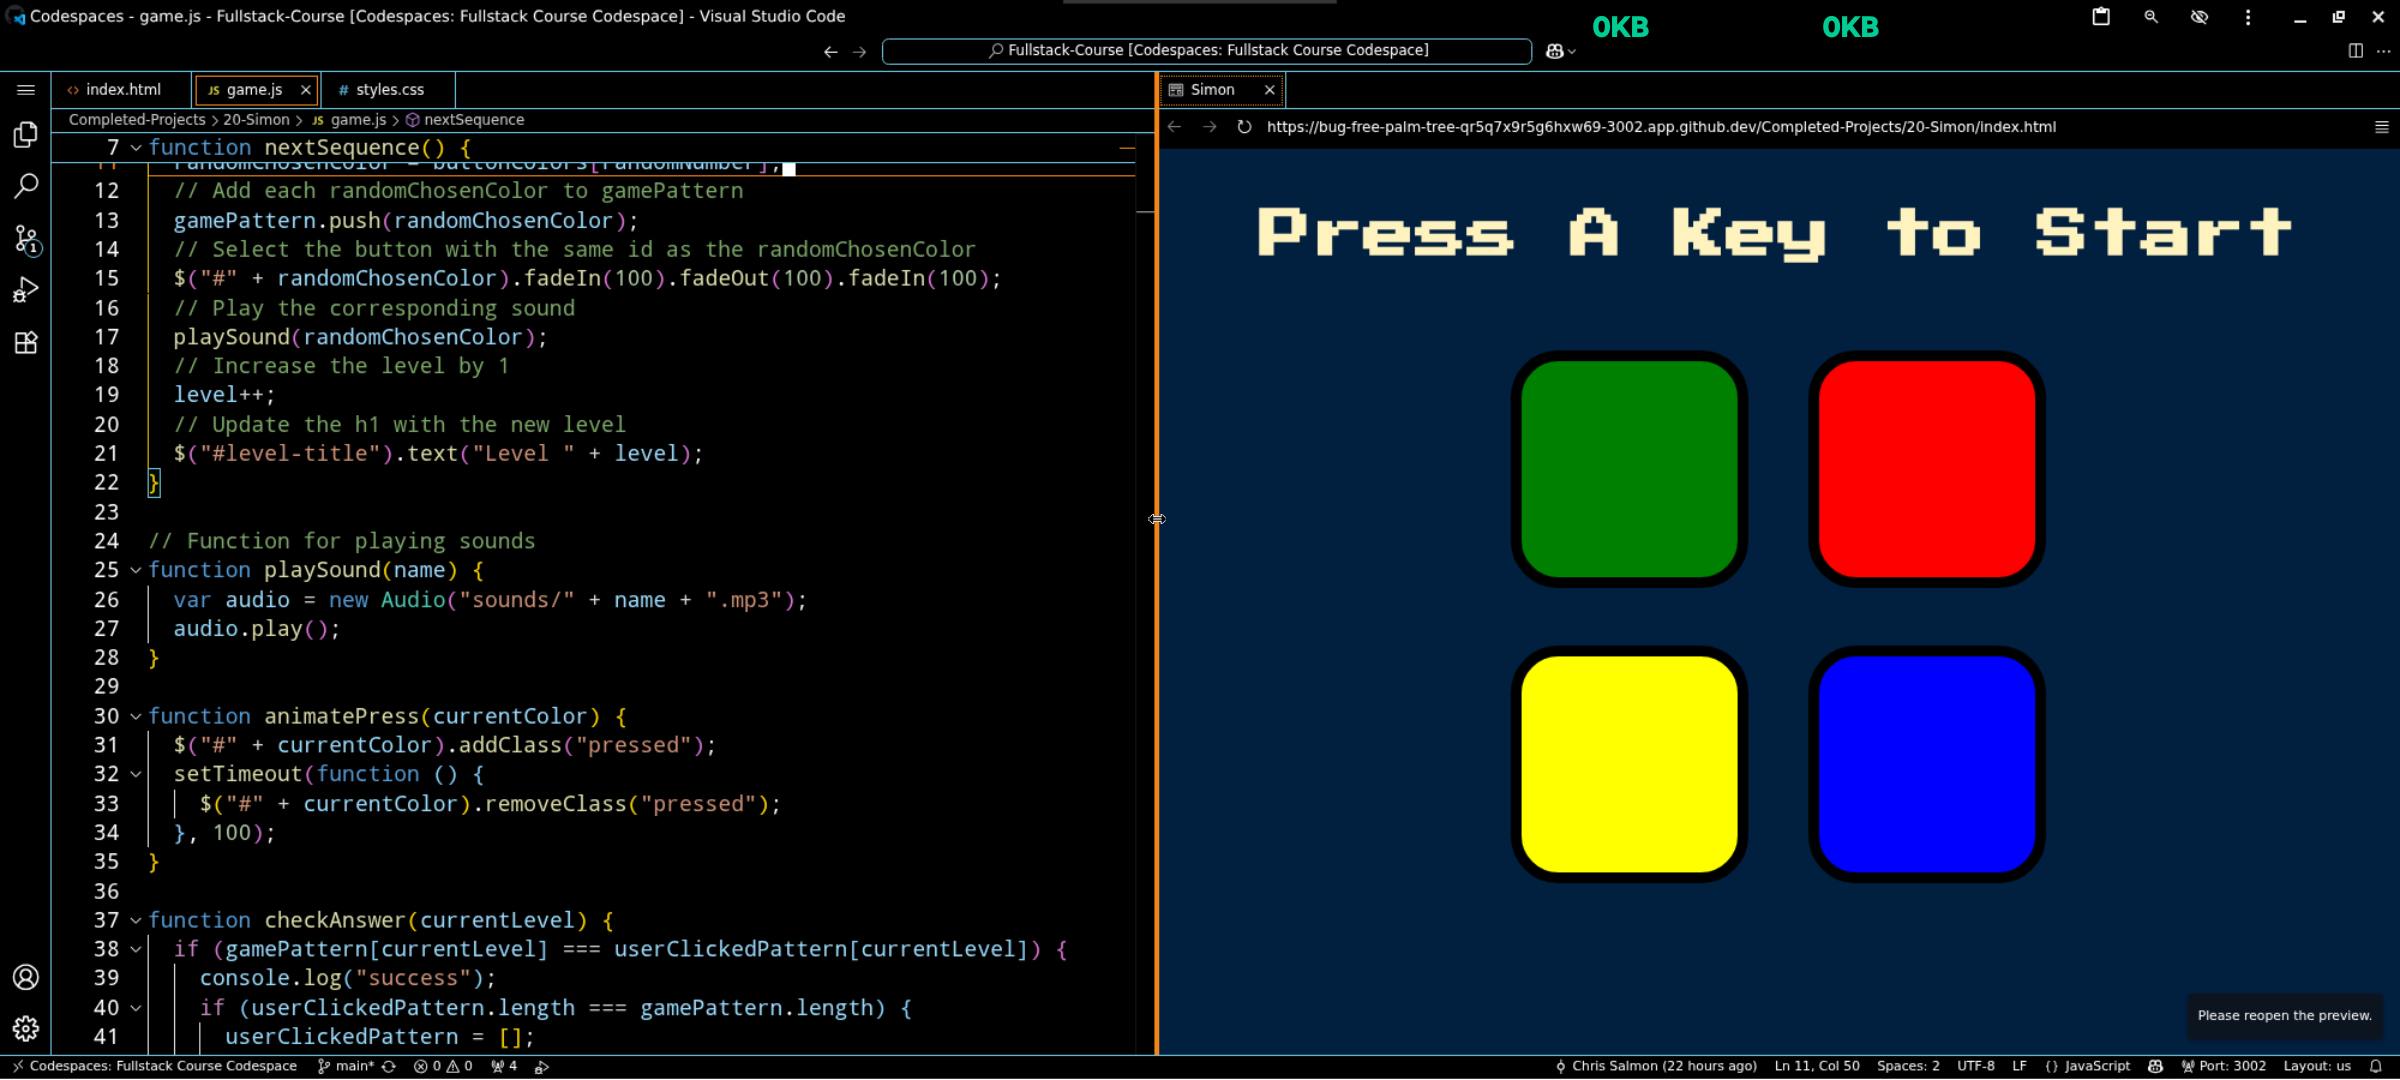 Codespaces - game.js - Fullstack-Course [Codespaces: Fullstack Course Codespace] - Visual Studio Code
0KB
0KB
Fullstack-Course [Codespaces: Fullstack Course Codespace]
index.html
JS game.js
# styles.css
Simon
Completed-Projects > 20-Simon > JS game.js > nextSequence
https://bug-free-palm-tree-qr5q7x9r5g6hxw69-3002.app.github.dev/Completed-Projects/20-Simon/index.html
7 function nextSequence() {
11 randomChosenColor = buttonColors[randomNumber];
12 // Add each randomChosenColor to gamePattern
13 gamePattern.push(randomChosenColor);
14 // Select the button with the same id as the randomChosenColor
15 $("#" + randomChosenColor).fadeIn(100).fadeOut(100).fadeIn(100);
16 // Play the corresponding sound
17 playSound(randomChosenColor);
18 // Increase the level by 1
19 level++;
20 // Update the h1 with the new level
21 $("#level-title").text("Level " + level);
22 }
23
24 // Function for playing sounds
25 function playSound(name) {
26 var audio = new Audio("sounds/" + name + ".mp3");
27 audio.play();
28 }
29
30 function animatePress(currentColor) {
31 $("#" + currentColor).addClass("pressed");
32 setTimeout(function () {
33 $("#" + currentColor).removeClass("pressed");
34 }, 100);
35 }
36
37 function checkAnswer(currentLevel) {
38 if (gamePattern[currentLevel] === userClickedPattern[currentLevel]) {
39 console.log("success");
40 if (userClickedPattern.length === gamePattern.length) {
41 userClickedPattern = [];
Press A Key to Start
Please reopen the preview.
1
Codespaces: Fullstack Course Codespace
main*
0
0
4
Chris Salmon (22 hours ago)
Ln 11, Col 50
Spaces: 2
UTF-8
LF
{} JavaScript
Port: 3002
Layout: us